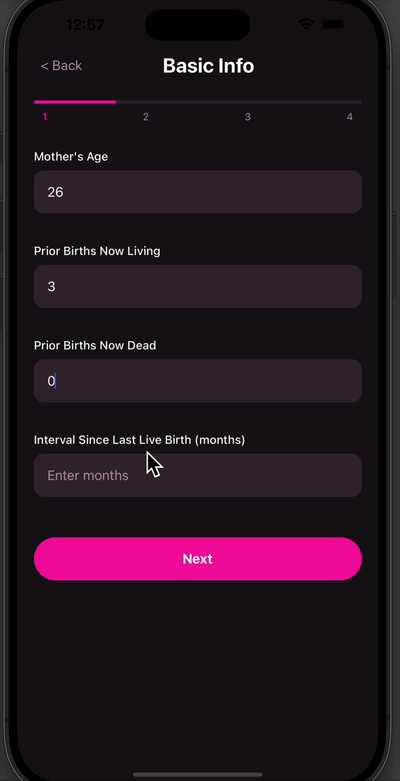 12:57
< Back
Basic Info
1
2
3
4
Mother's Age
26
Prior Births Now Living
3
Prior Births Now Dead
0
Interval Since Last Live Birth (months)
Enter months
Next